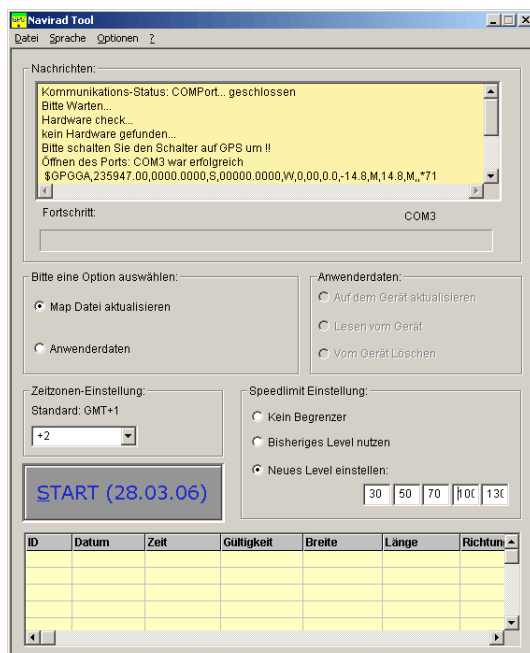 Navirad Tool
Datei Sprache Optionen ?
Nachrichten:
Kommunikations-Status: COMPort... geschlossen
Bitte Warten...
Hardware check...
kein Hardware gefunden...
Bitte schalten Sie den Schalter auf GPS um !!
Öffnen des Ports: COM3 war erfolgreich
$GPGGA,235947.00,0000.0000,S,00000.0000,W,0,00,0.0,-14.8,M,14.8,M,,*71
Fortschritt:
COM3
Bitte eine Option auswählen:
Map Datei aktualisieren
Anwenderdaten
Anwenderdaten:
Auf dem Gerät aktualisieren
Lesen vom Gerät
Vom Gerät Löschen
Zeitzonen-Einstellung:
Standard: GMT+1
+2
START (28.03.06)
Speedlimit Einstellung:
Kein Begrenzer
Bisheriges Level nutzen
Neues Level einstellen:
30 50 70 100 130
ID Datum Zeit Gültigkeit Breite Länge Richtung